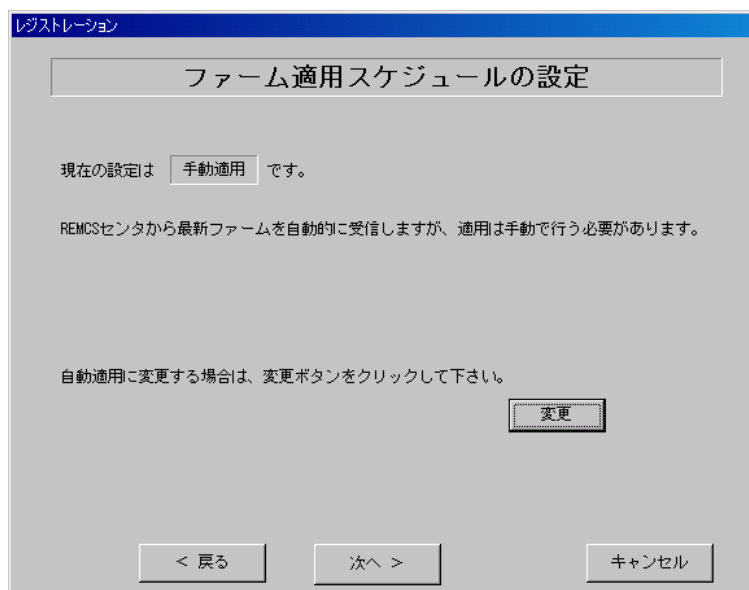 レジストレーション
ファーム適用スケジュールの設定
現在の設定は 手動適用 です。
REMCSセンタから最新ファームを自動的に受信しますが、適用は手動で行う必要があります。
自動適用に変更する場合は、変更ボタンをクリックして下さい。
変更
< 戻る 次へ > キャンセル